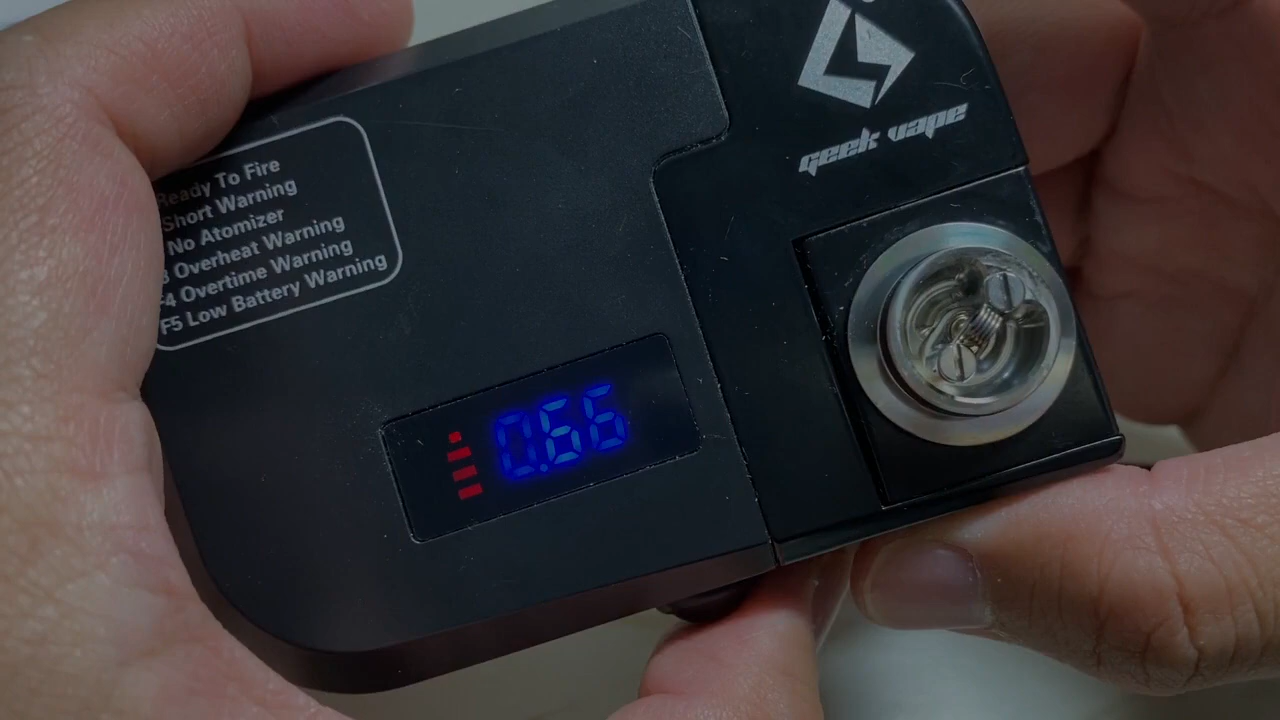 GEEK VAPE
Ready To Fire
Short Warning
No Atomizer
3 Overheat Warning
F4 Overtime Warning
F5 Low Battery Warning
0.66